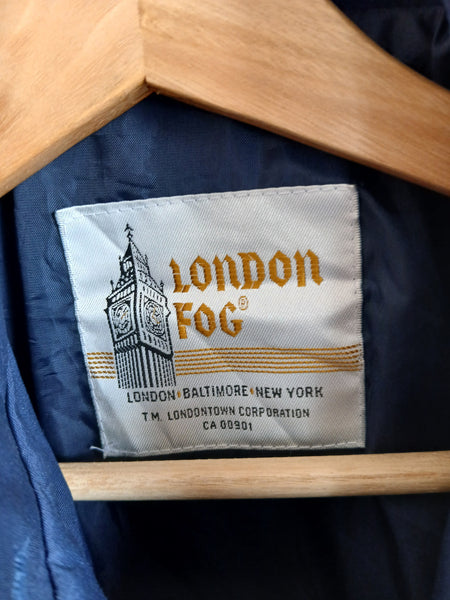 LONDON
FOG®
LONDON · BALTIMORE · NEW YORK
T.M. LONDONTOWN CORPORATION
CA 00901